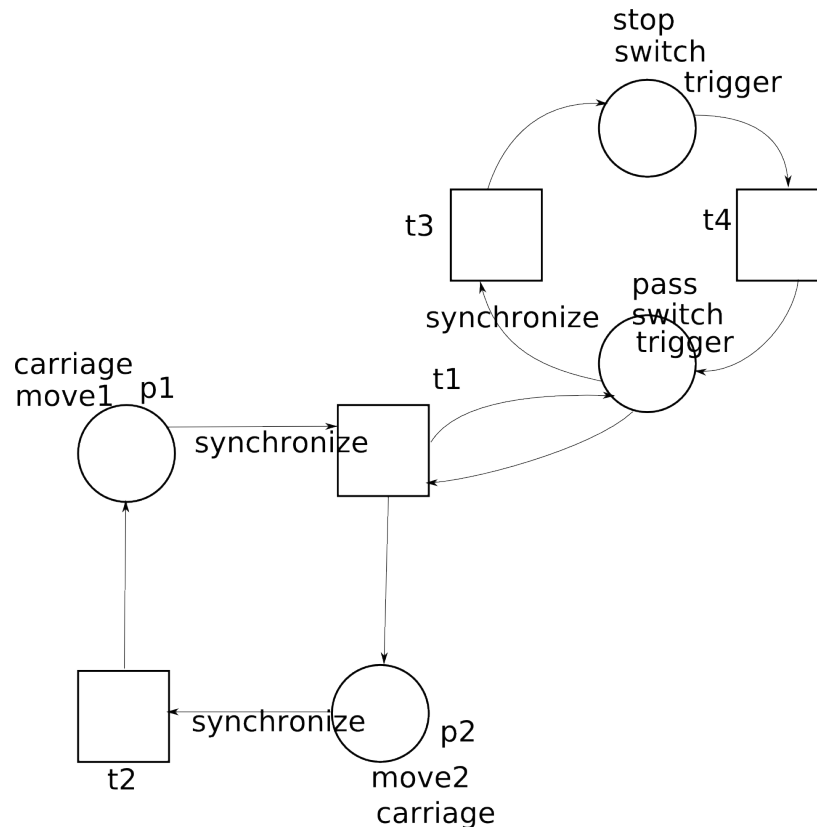 stop
switch
trigger
t3
t4
pass
switch
trigger
synchronize
carriage
move1
p1
t1
synchronize
synchronize
p2
t2
move2
carriage